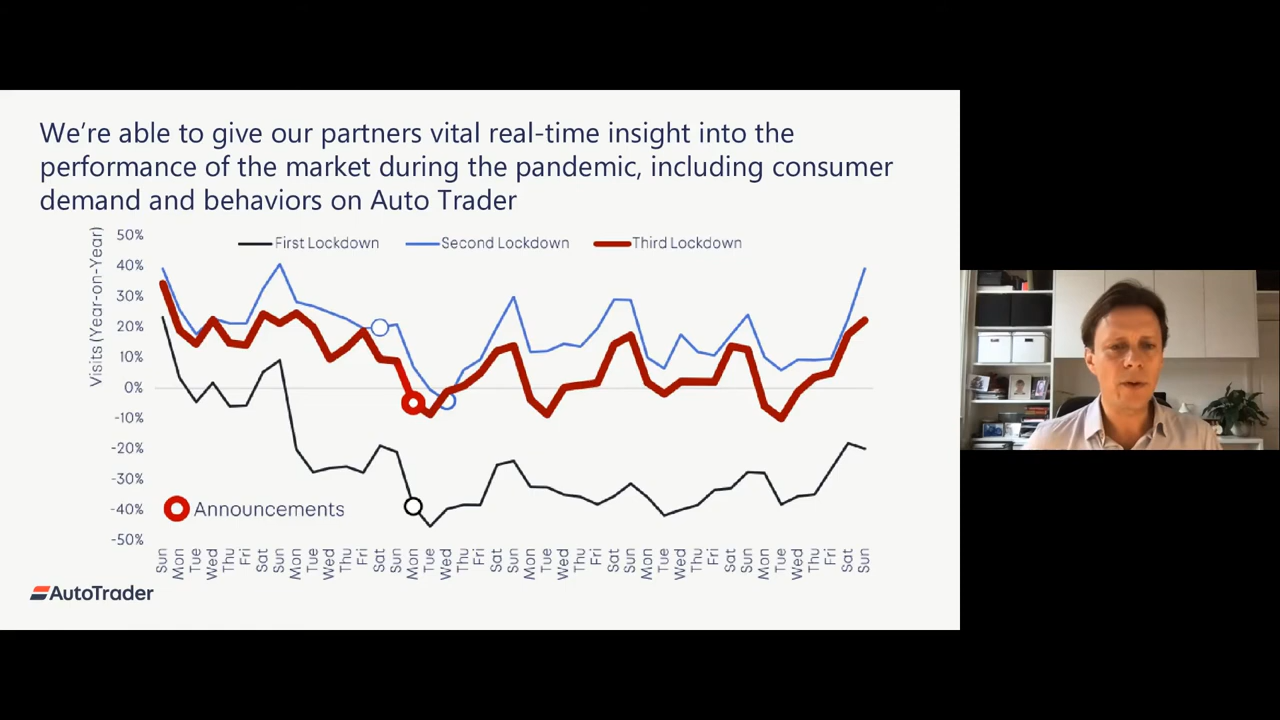 We're able to give our partners vital real-time insight into the
performance of the market during the pandemic, including consumer
demand and behaviors on Auto Trader
First Lockdown Second Lockdown Third Lockdown
Visits (Year-on-Year)
50%
40%
30%
20%
10%
0%
-10%
-20%
-30%
-40%
-50%
Announcements
Sun Mon Tue Wed Thu Fri Sat Sun Mon Tue Wed Thu Fri Sat Sun Mon Tue Wed Thu Fri Sat Sun Mon Tue Wed Thu Fri Sat Sun Mon Tue Wed Thu Fri Sat Sun Mon Tue Wed Thu Fri Sat Sun
AutoTrader